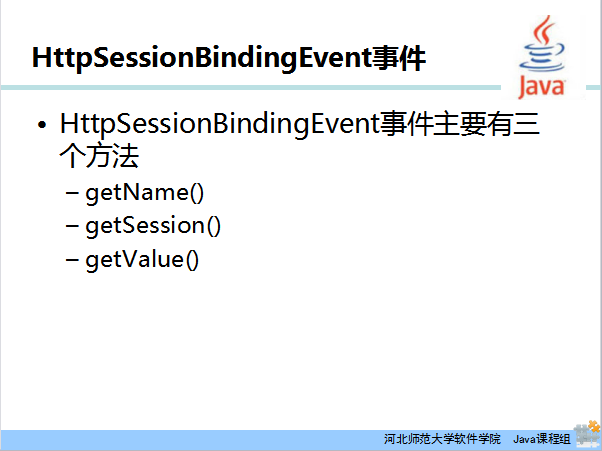 HttpSessionBindingEvent事件
Java
• HttpSessionBindingEvent事件主要有三
个方法
– getName()
– getSession()
– getValue()
河北师范大学软件学院 Java课程组